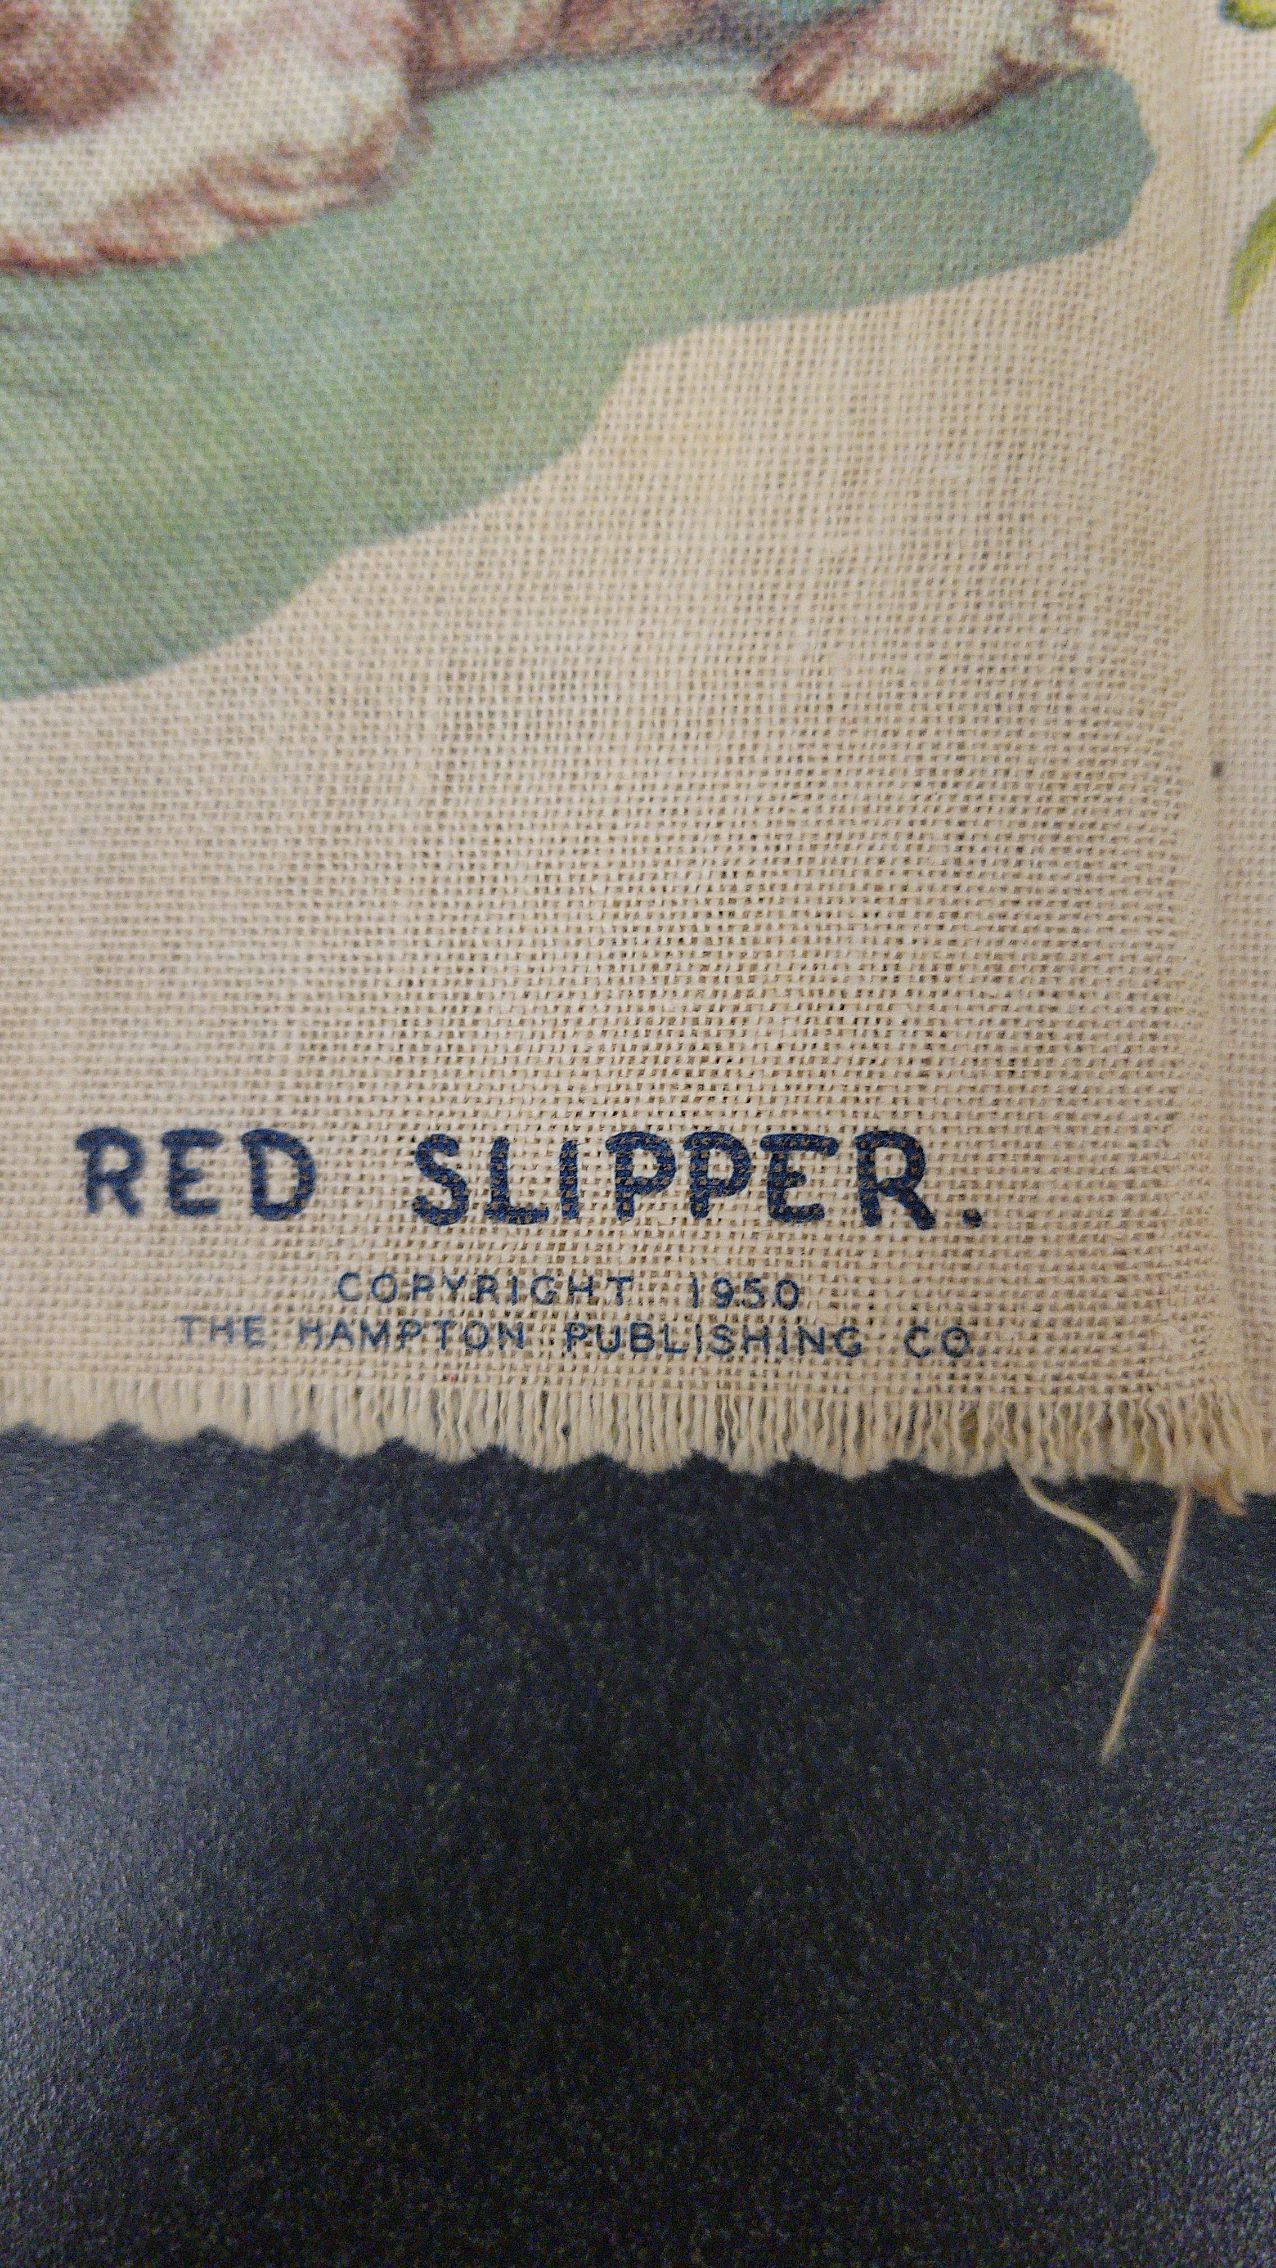 RED SLIPPER.
COPYRIGHT 1950
THE HAMPTON PUBLISHING CO.